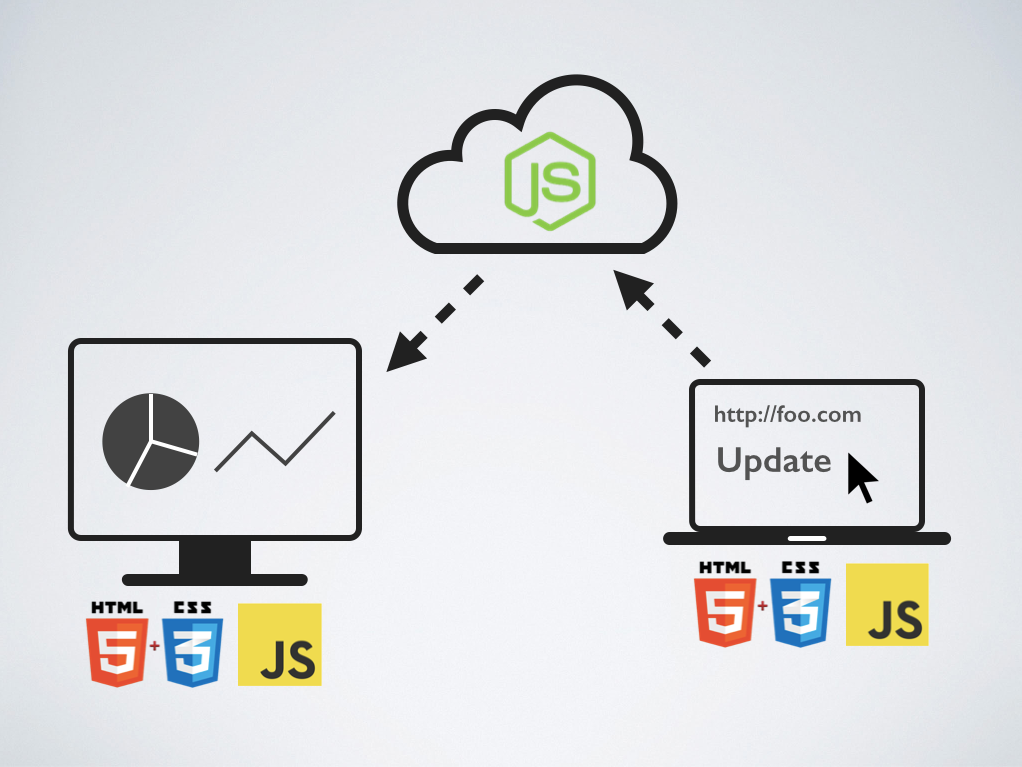 JS
http://foo.com
Update
HTML CSS
5 + 3 JS
HTML CSS
5 + 3 JS